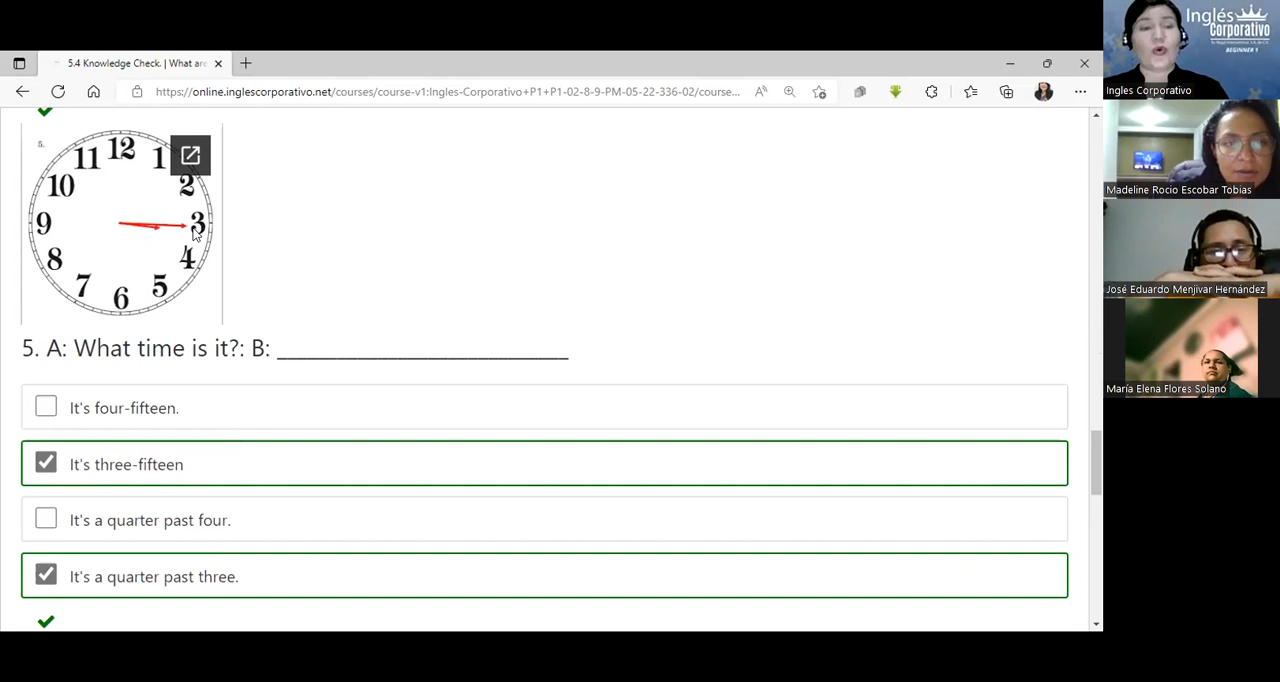 5.4 Knowledge Check. | What are
https://online.inglescorporativo.net/courses/course-v1:Ingles-Corporativo+P1+P1-02-8-9-PM-05-22-336-02/course...
5.
12
11
1
10
2
9
3
8
4
7
5
6
5. A: What time is it?: B: ____________________________
It's four-fifteen.
It's three-fifteen
It's a quarter past four.
It's a quarter past three.
Inglés
Corporativo
BEGINNER 1
Ingles Corporativo
Madeline Rocio Escobar Tobias
José Eduardo Menjivar Hernández
María Elena Flores Solano